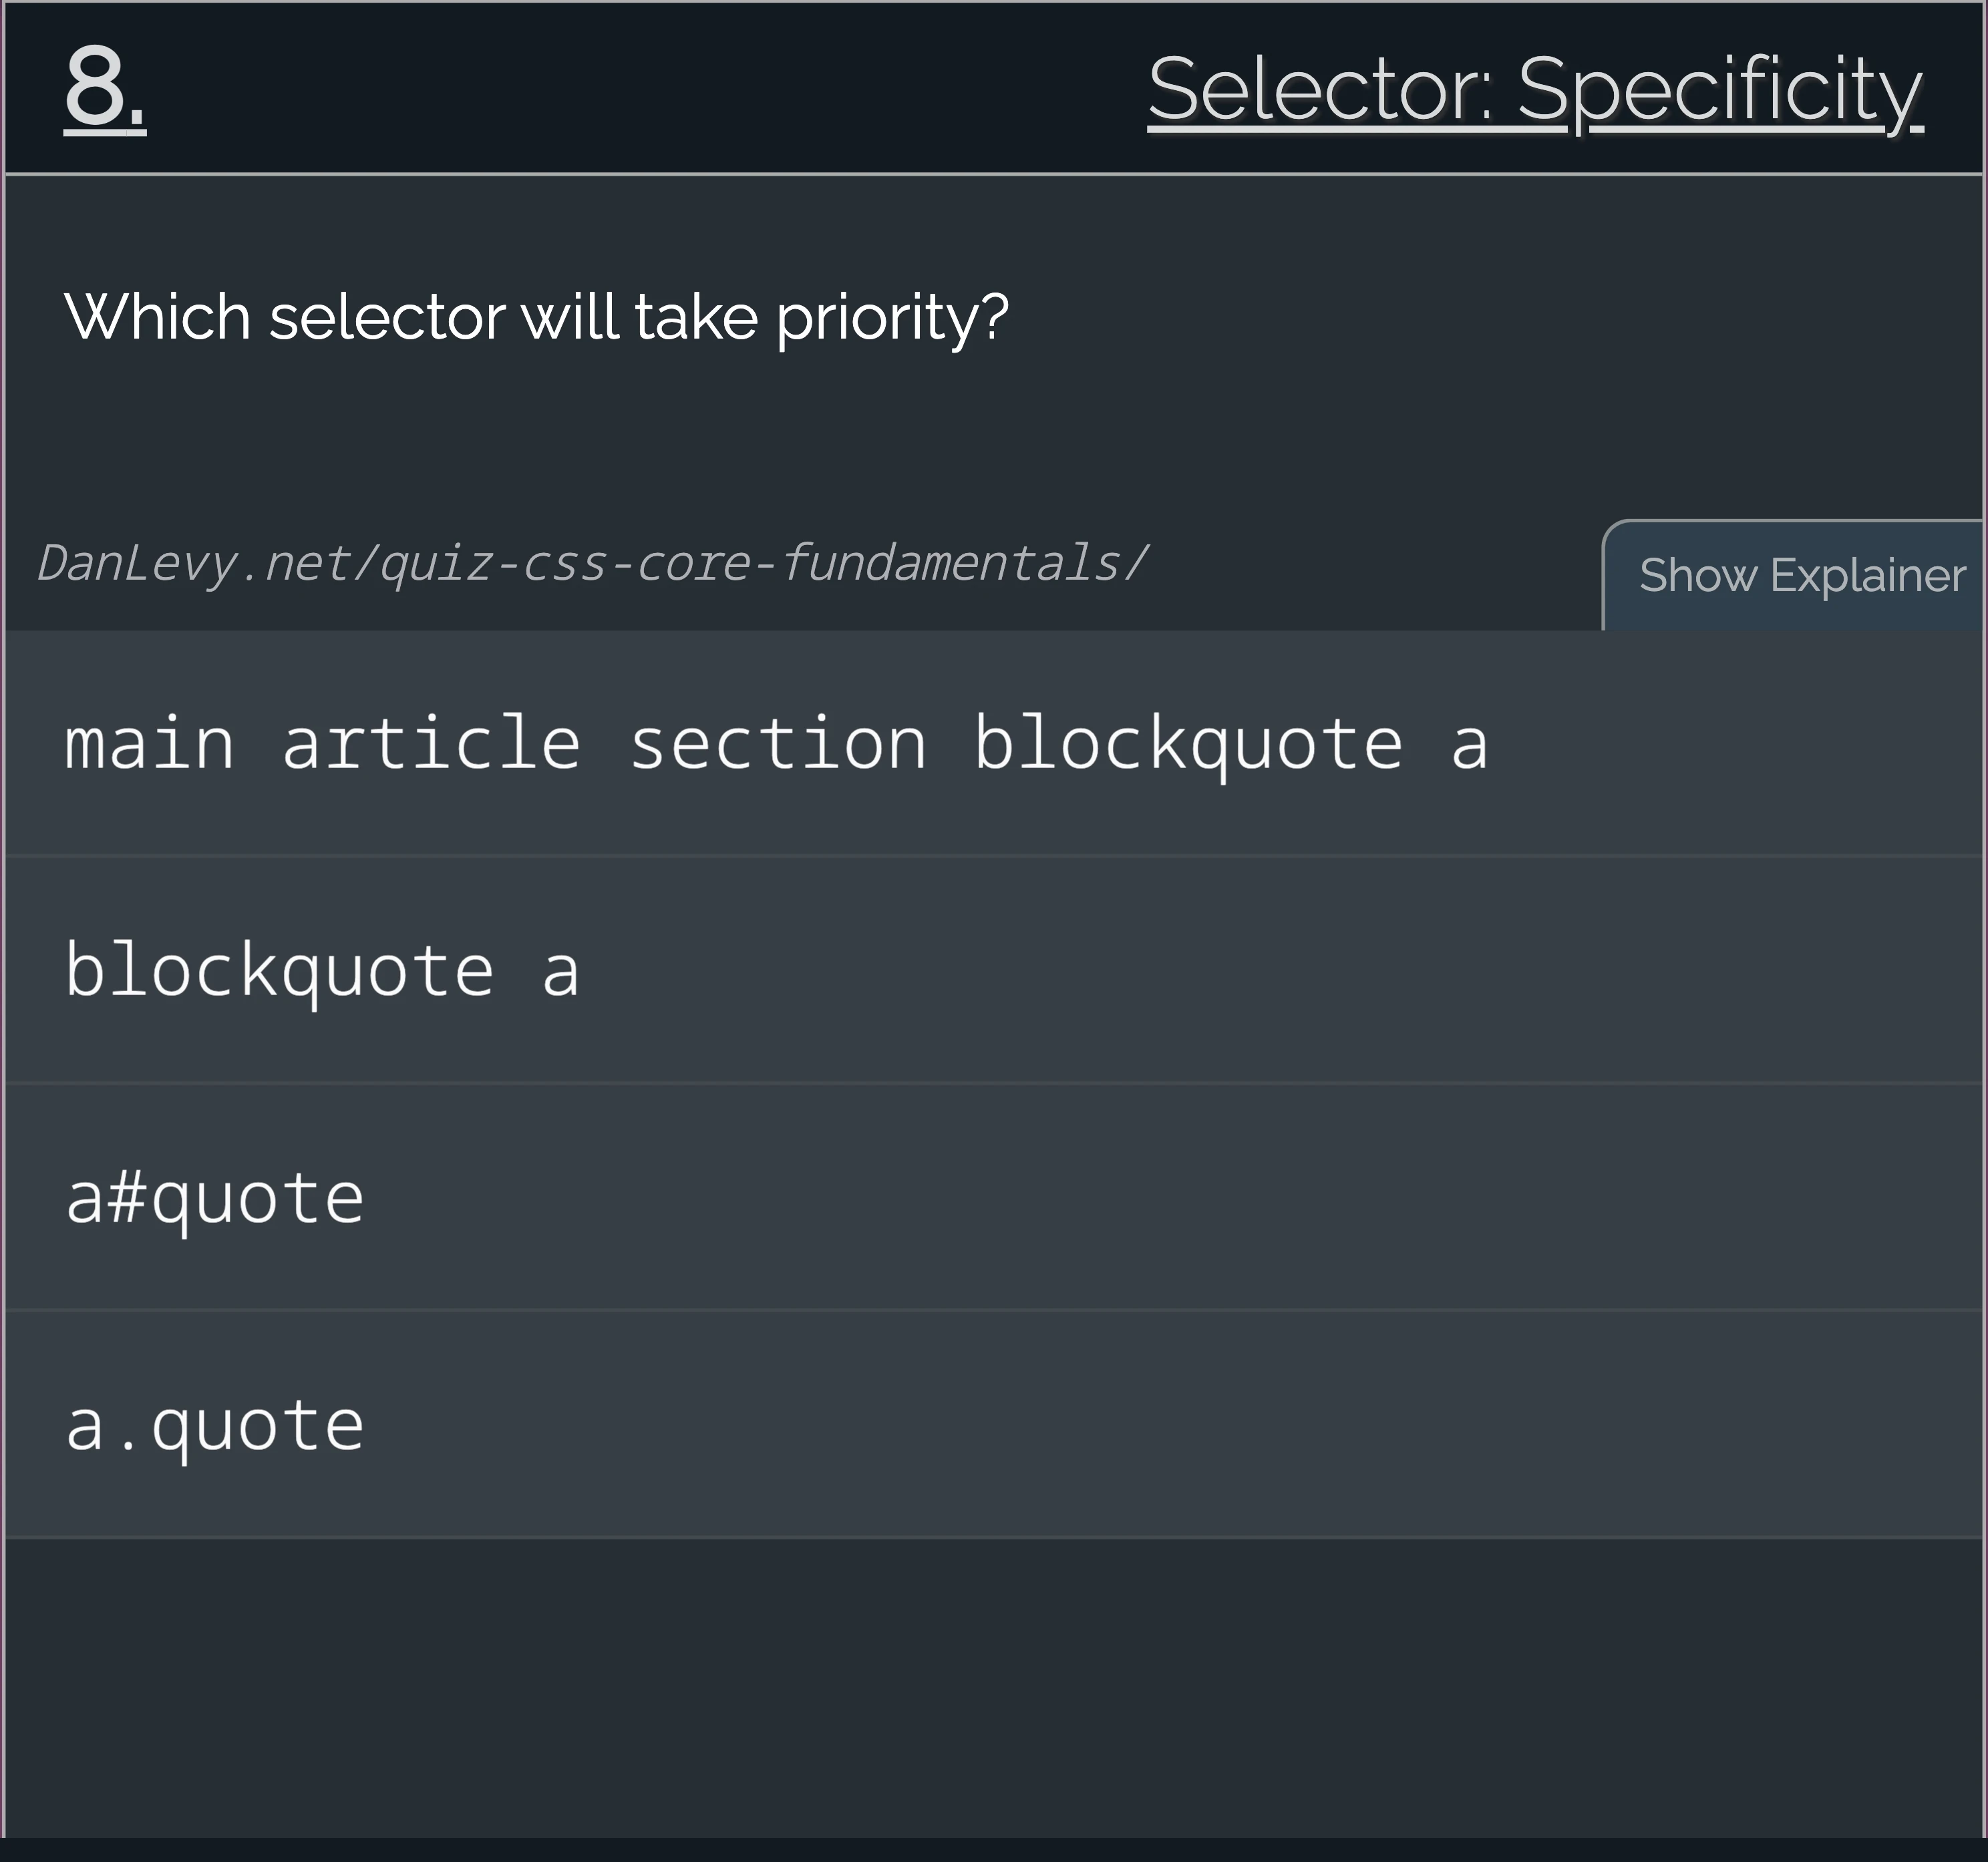 8.
Selector: Specificity
Which selector will take priority?
DanLevy.net/quiz-css-core-fundamentals/
Show Explainer
main article section blockquote a
blockquote a
a#quote
a.quote